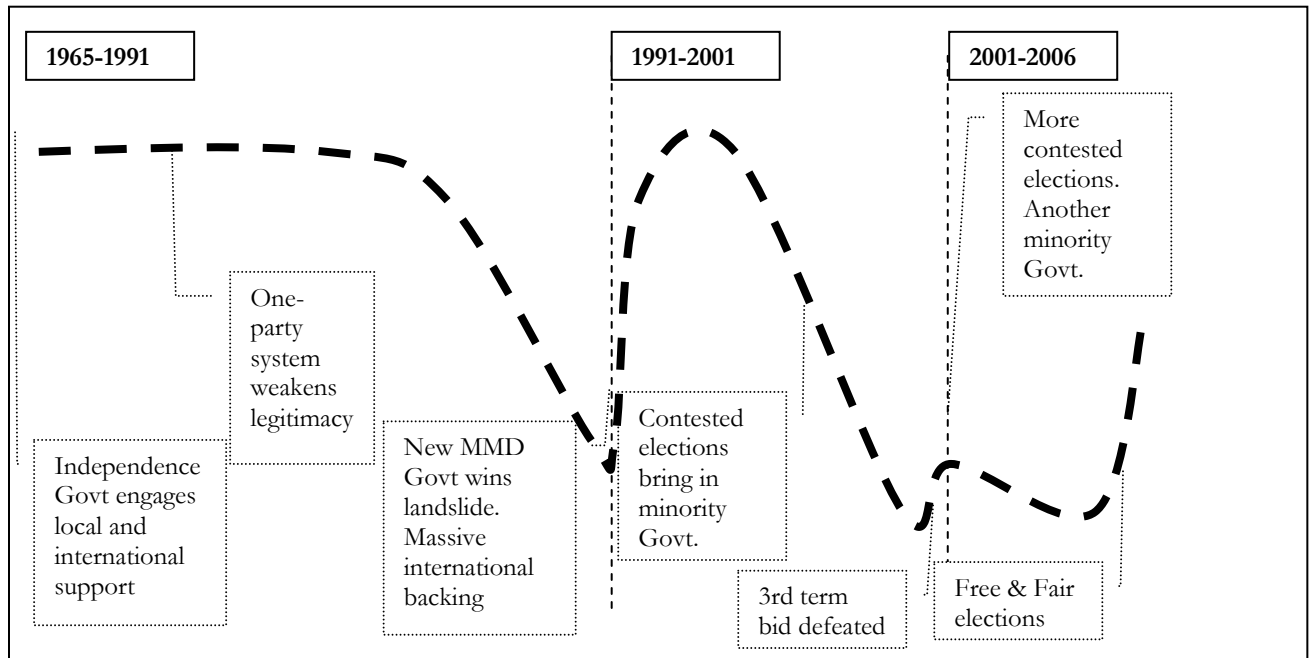 1965-1991
1991-2001
2001-2006
More
contested
elections.
Another
minority
Govt.
One-
party
system
weakens
legitimacy
Independence
Govt engages
local and
international
support
New MMD
Govt wins
landslide.
Massive
international
backing
Contested
elections
bring in
minority
Govt.
3rd term
bid defeated
Free & Fair
elections